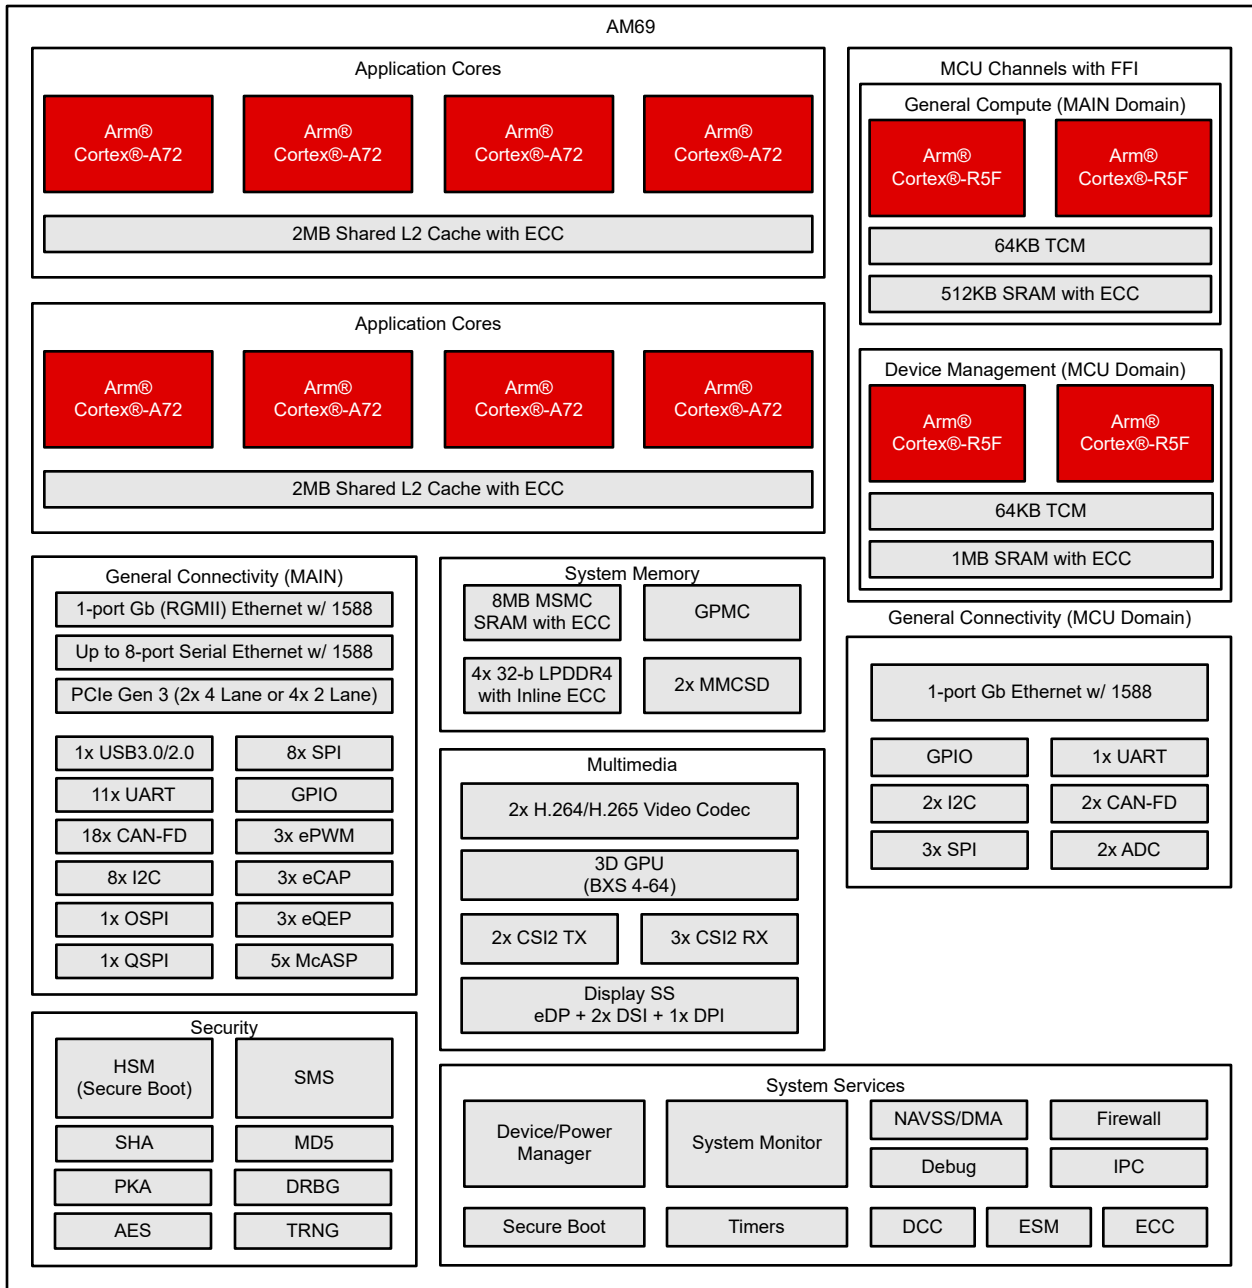 AM69
Application Cores
Arm®
Cortex®-A72
Arm®
Cortex®-A72
Arm®
Cortex®-A72
Arm®
Cortex®-A72
2MB Shared L2 Cache with ECC
Application Cores
Arm®
Cortex®-A72
Arm®
Cortex®-A72
Arm®
Cortex®-A72
Arm®
Cortex®-A72
2MB Shared L2 Cache with ECC
MCU Channels with FFI
General Compute (MAIN Domain)
Arm®
Cortex®-R5F
Arm®
Cortex®-R5F
64KB TCM
512KB SRAM with ECC
Device Management (MCU Domain)
Arm®
Cortex®-R5F
Arm®
Cortex®-R5F
64KB TCM
1MB SRAM with ECC
General Connectivity (MAIN)
1-port Gb (RGMII) Ethernet w/ 1588
Up to 8-port Serial Ethernet w/ 1588
PCIe Gen 3 (2x 4 Lane or 4x 2 Lane)
1x USB3.0/2.0
8x SPI
11x UART
GPIO
18x CAN-FD
3x ePWM
8x I2C
3x eCAP
1x OSPI
3x eQEP
1x QSPI
5x McASP
System Memory
8MB MSMC
SRAM with ECC
GPMC
4x 32-b LPDDR4
with Inline ECC
2x MMCSD
General Connectivity (MCU Domain)
1-port Gb Ethernet w/ 1588
GPIO
1x UART
2x I2C
2x CAN-FD
3x SPI
2x ADC
Multimedia
2x H.264/H.265 Video Codec
3D GPU
(BXS 4-64)
2x CSI2 TX
3x CSI2 RX
Display SS
eDP + 2x DSI + 1x DPI
Security
HSM
(Secure Boot)
SMS
SHA
MD5
PKA
DRBG
AES
TRNG
System Services
Device/Power
Manager
System Monitor
NAVSS/DMA
Firewall
Debug
IPC
Secure Boot
Timers
DCC
ESM
ECC